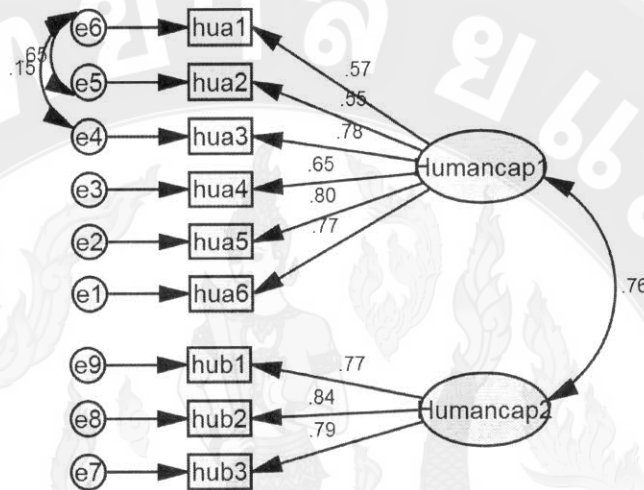 e6 hua1
.57
.65
.15
e5 hua2
.55
e4 hua3
.78
e3 hua4
.65
Humancap1
e2 hua5
.80
e1 hua6
.77
.76
e9 hub1
.77
e8 hub2
.84
Humancap2
e7 hub3
.79